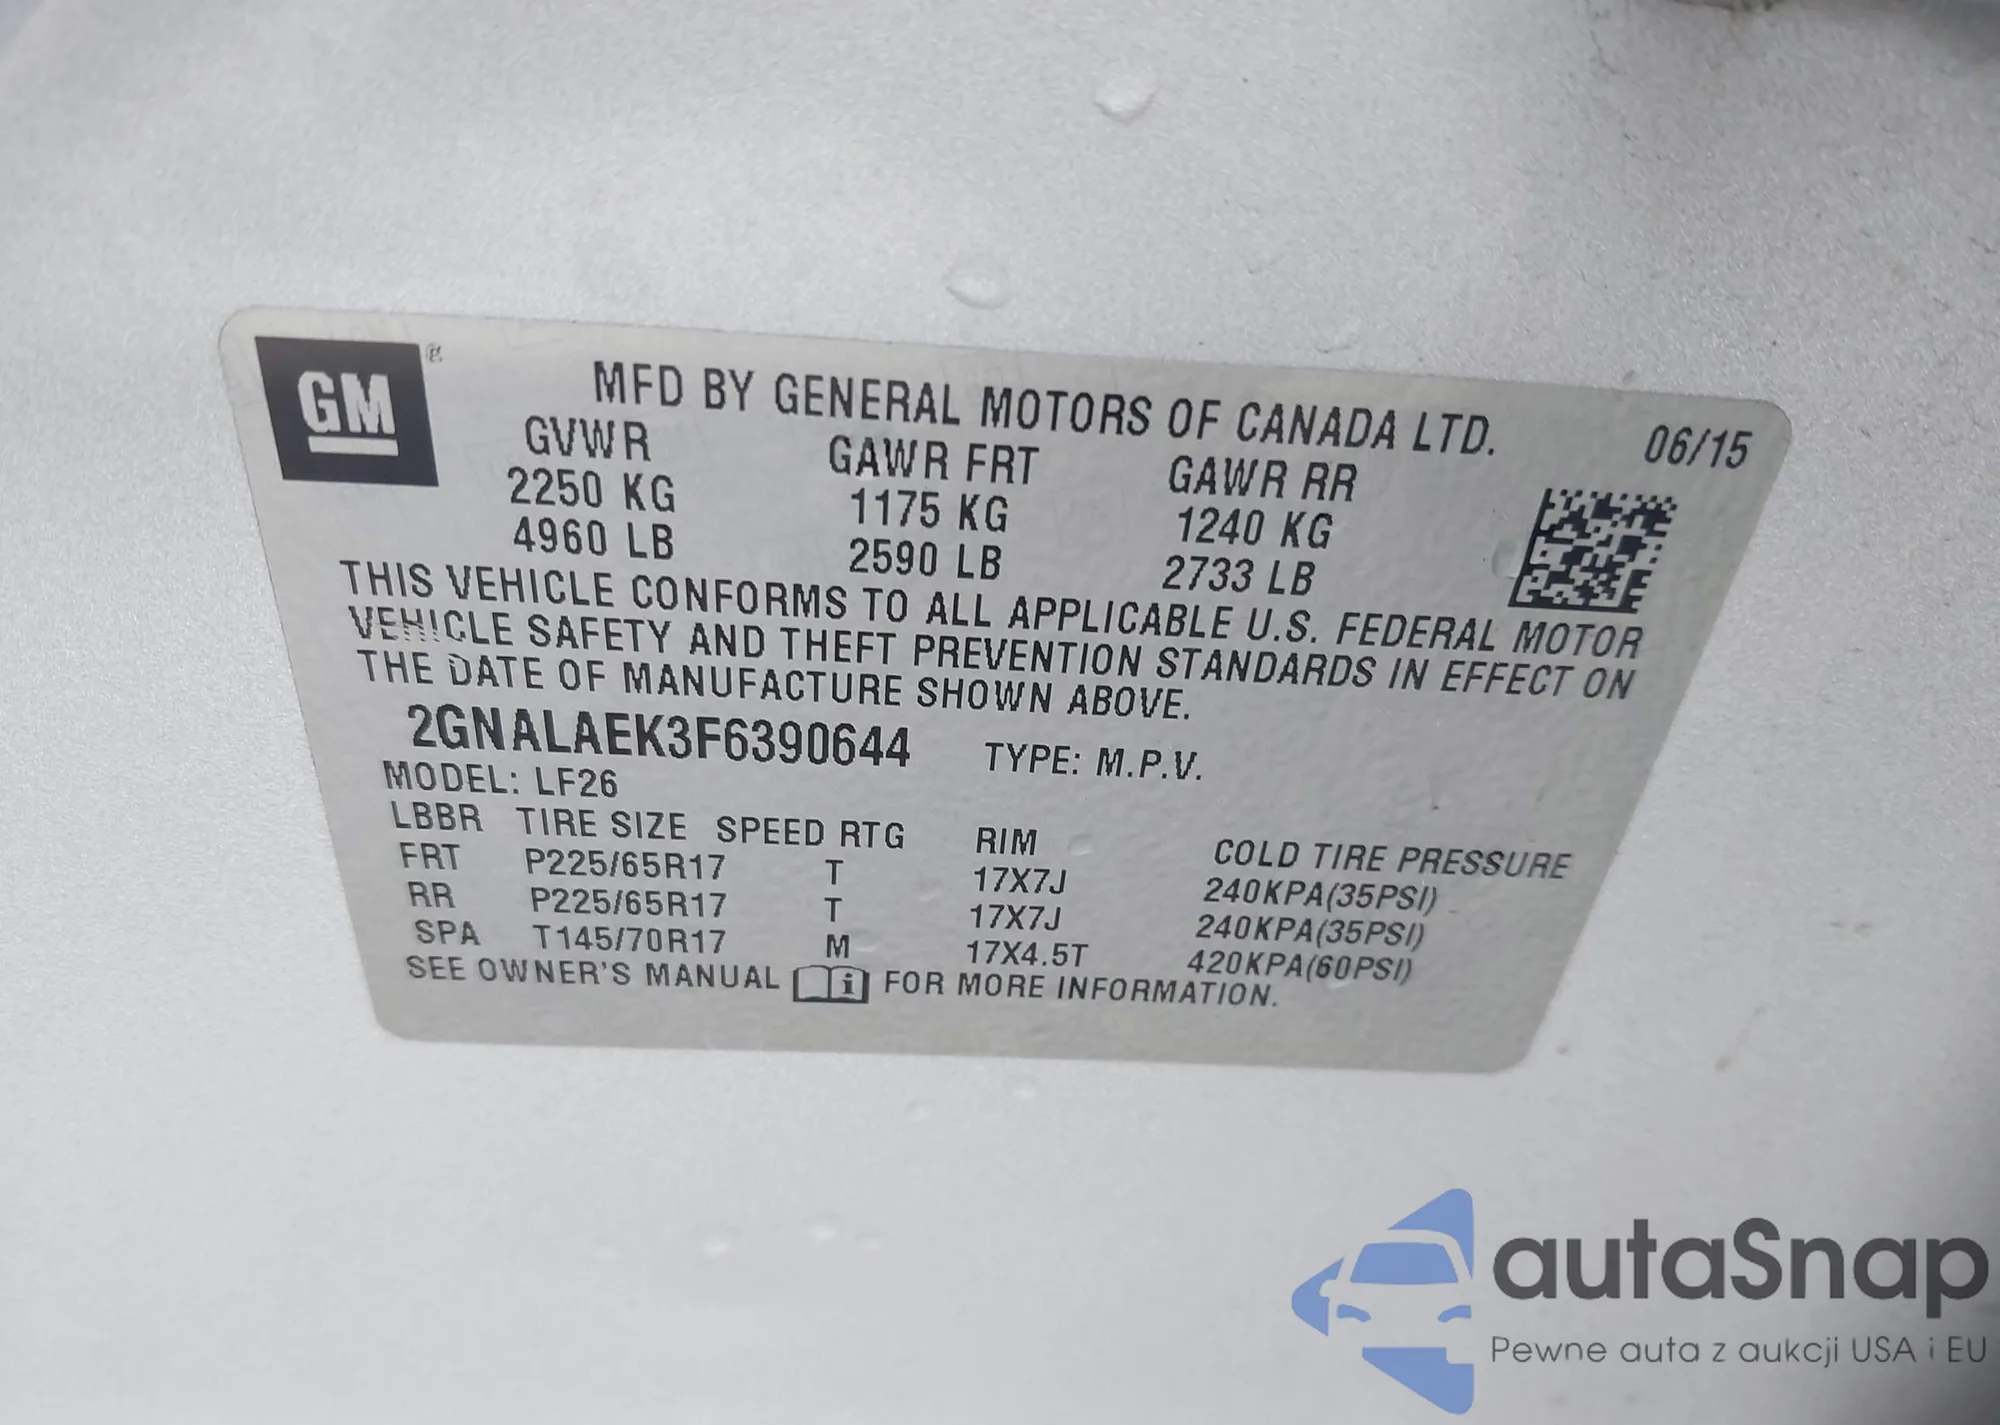 GM ®
MFD BY GENERAL MOTORS OF CANADA LTD.
06/15
GVWR GAWR FRT GAWR RR
2250 KG 1175 KG 1240 KG
4960 LB 2590 LB 2733 LB
THIS VEHICLE CONFORMS TO ALL APPLICABLE U.S. FEDERAL MOTOR
VEHICLE SAFETY AND THEFT PREVENTION STANDARDS IN EFFECT ON
THE DATE OF MANUFACTURE SHOWN ABOVE.
2GNALAEK3F6390644 TYPE: M.P.V.
MODEL: LF26
LBBR TIRE SIZE SPEED RTG RIM COLD TIRE PRESSURE
FRT P225/65R17 T 17X7J 240KPA(35PSI)
RR P225/65R17 T 17X7J 240KPA(35PSI)
SPA T145/70R17 M 17X4.5T 420KPA(60PSI)
SEE OWNER'S MANUAL i FOR MORE INFORMATION.
autaSnap
Pewne auta z aukcji USA i EU